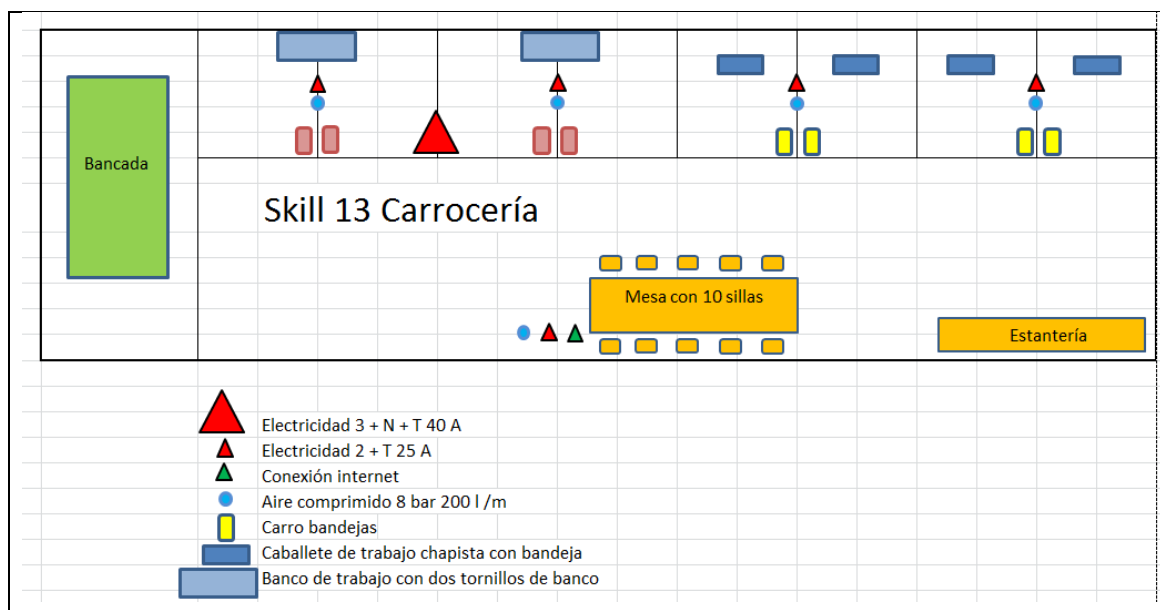 Bancada
Skill 13 Carrocería
Mesa con 10 sillas
Estantería
Electricidad 3 + N + T 40 A
Electricidad 2 + T 25 A
Conexión internet
Aire comprimido 8 bar 200 l /m
Carro bandejas
Caballete de trabajo chapista con bandeja
Banco de trabajo con dos tornillos de banco